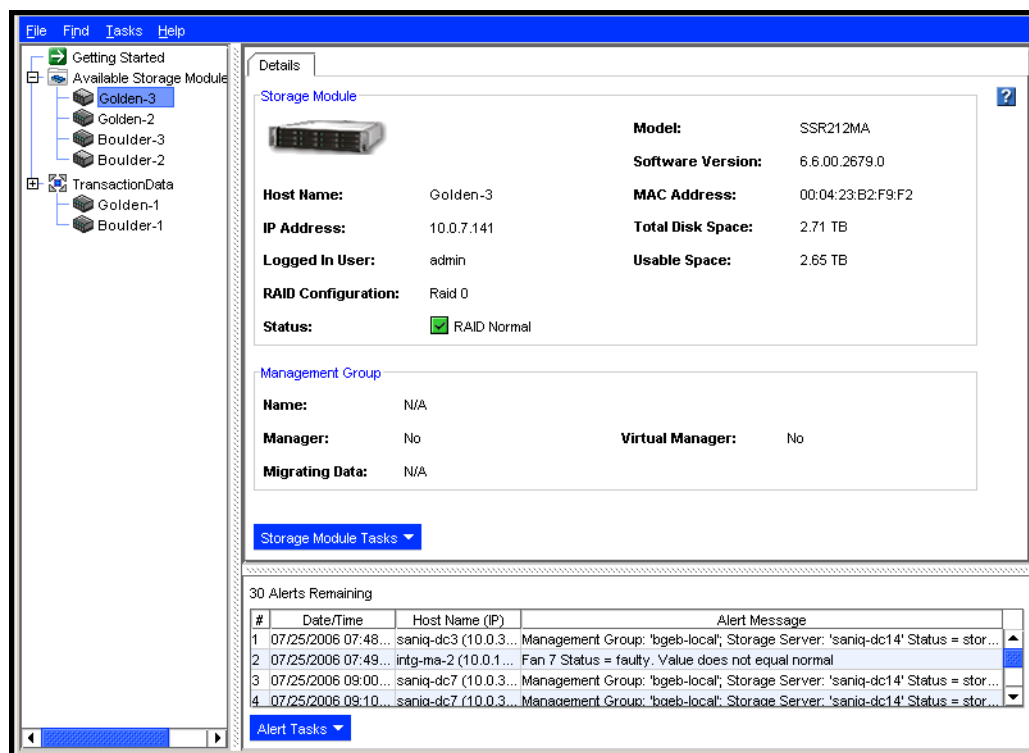 File Find Tasks Help
Getting Started
Available Storage Module
Golden-3
Golden-2
Boulder-3
Boulder-2
TransactionData
Golden-1
Boulder-1
Details
Storage Module
Model: SSR212MA
Software Version: 6.6.00.2679.0
Host Name: Golden-3 MAC Address: 00:04:23:B2:F9:F2
IP Address: 10.0.7.141 Total Disk Space: 2.71 TB
Logged In User: admin Usable Space: 2.65 TB
RAID Configuration: Raid 0
Status: RAID Normal
Management Group
Name: N/A
Manager: No Virtual Manager: No
Migrating Data: N/A
Storage Module Tasks
30 Alerts Remaining
# Date/Time Host Name (IP) Alert Message
1 07/25/2006 07:48... saniq-dc3 (10.0.3... Management Group: 'bgeb-local'; Storage Server: 'saniq-dc14' Status = stor...
2 07/25/2006 07:49... intg-ma-2 (10.0.1... Fan 7 Status = faulty. Value does not equal normal
3 07/25/2006 09:00... saniq-dc7 (10.0.3... Management Group: 'bgeb-local'; Storage Server: 'saniq-dc14' Status = stor...
4 07/25/2006 09:10... saniq-dc7 (10.0.3... Management Group: 'bgeb-local'; Storage Server: 'saniq-dc14' Status = stor...
Alert Tasks